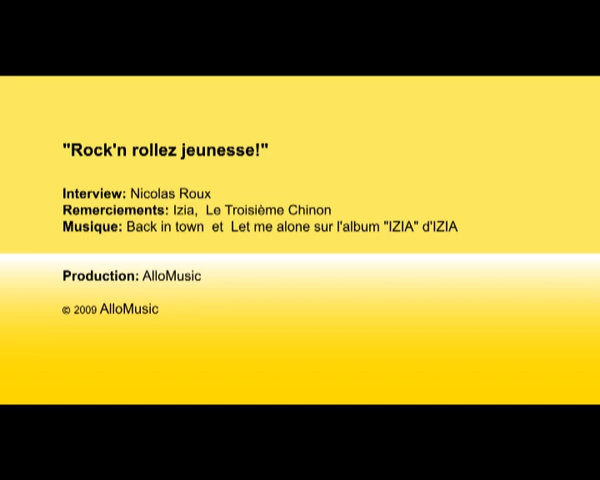 "Rock'n rollez jeunesse!"
Interview: Nicolas Roux
Remerciements: Izia, Le Troisième Chinon
Musique: Back in town et Let me alone sur l'album "IZIA" d'IZIA
Production: AlloMusic
© 2009 AlloMusic